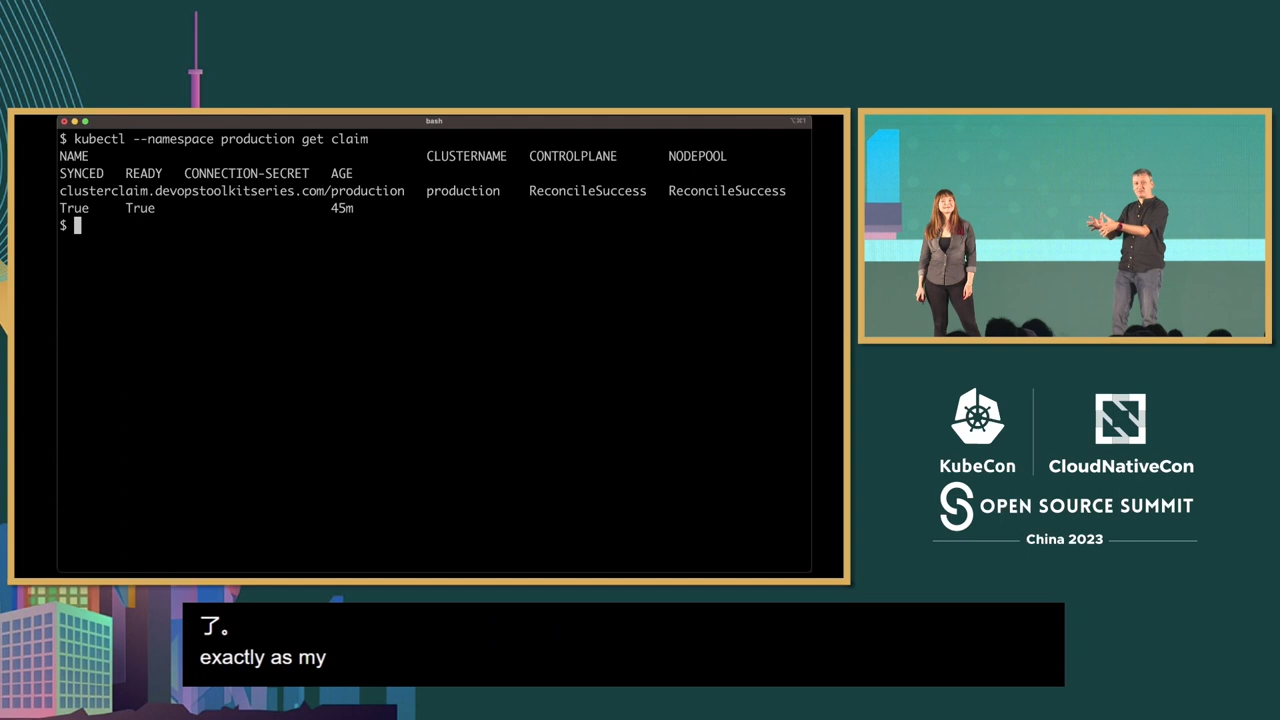 bash
⌥⌘1
$ kubectl --namespace production get claim
NAME CLUSTERNAME CONTROLPLANE NODEPOOL
SYNCED READY CONNECTION-SECRET AGE
clusterclaim.devopstoolkitseries.com/production production ReconcileSuccess ReconcileSuccess
True True 45m
$
KubeCon
CloudNativeCon
OPEN SOURCE SUMMIT
China 2023
了。
exactly as my